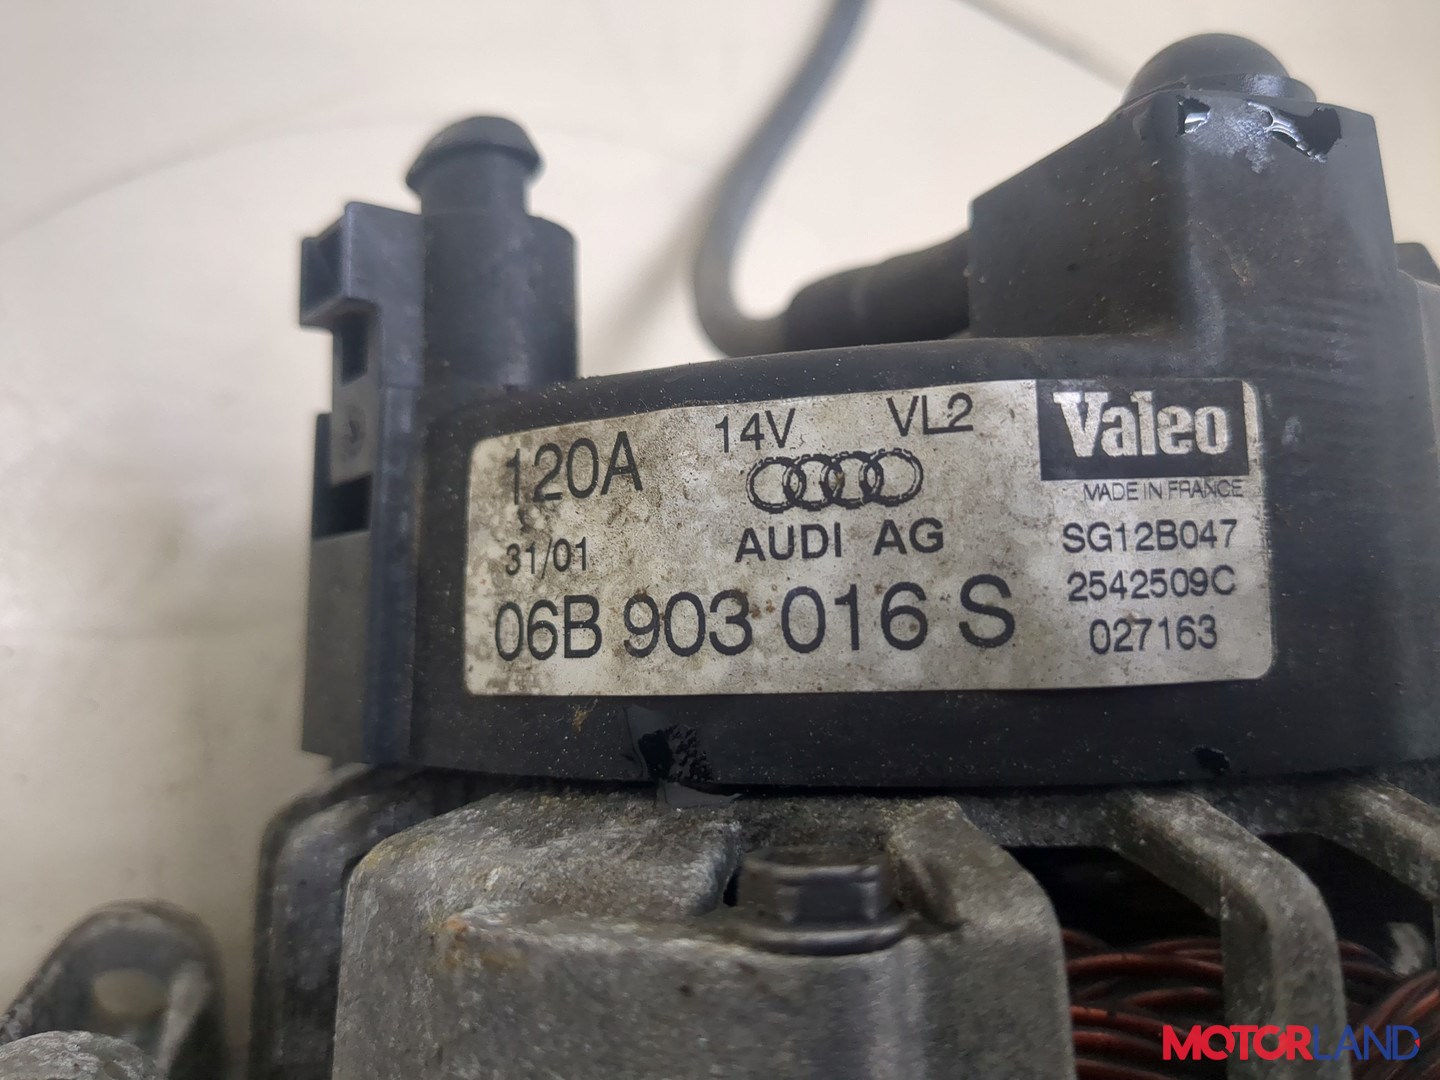 120A 14V VL2 Valeo
MADE IN FRANCE
31/01 AUDI AG SG12B047
2542509C
06B 903 016 S 027163
MOTORLAND